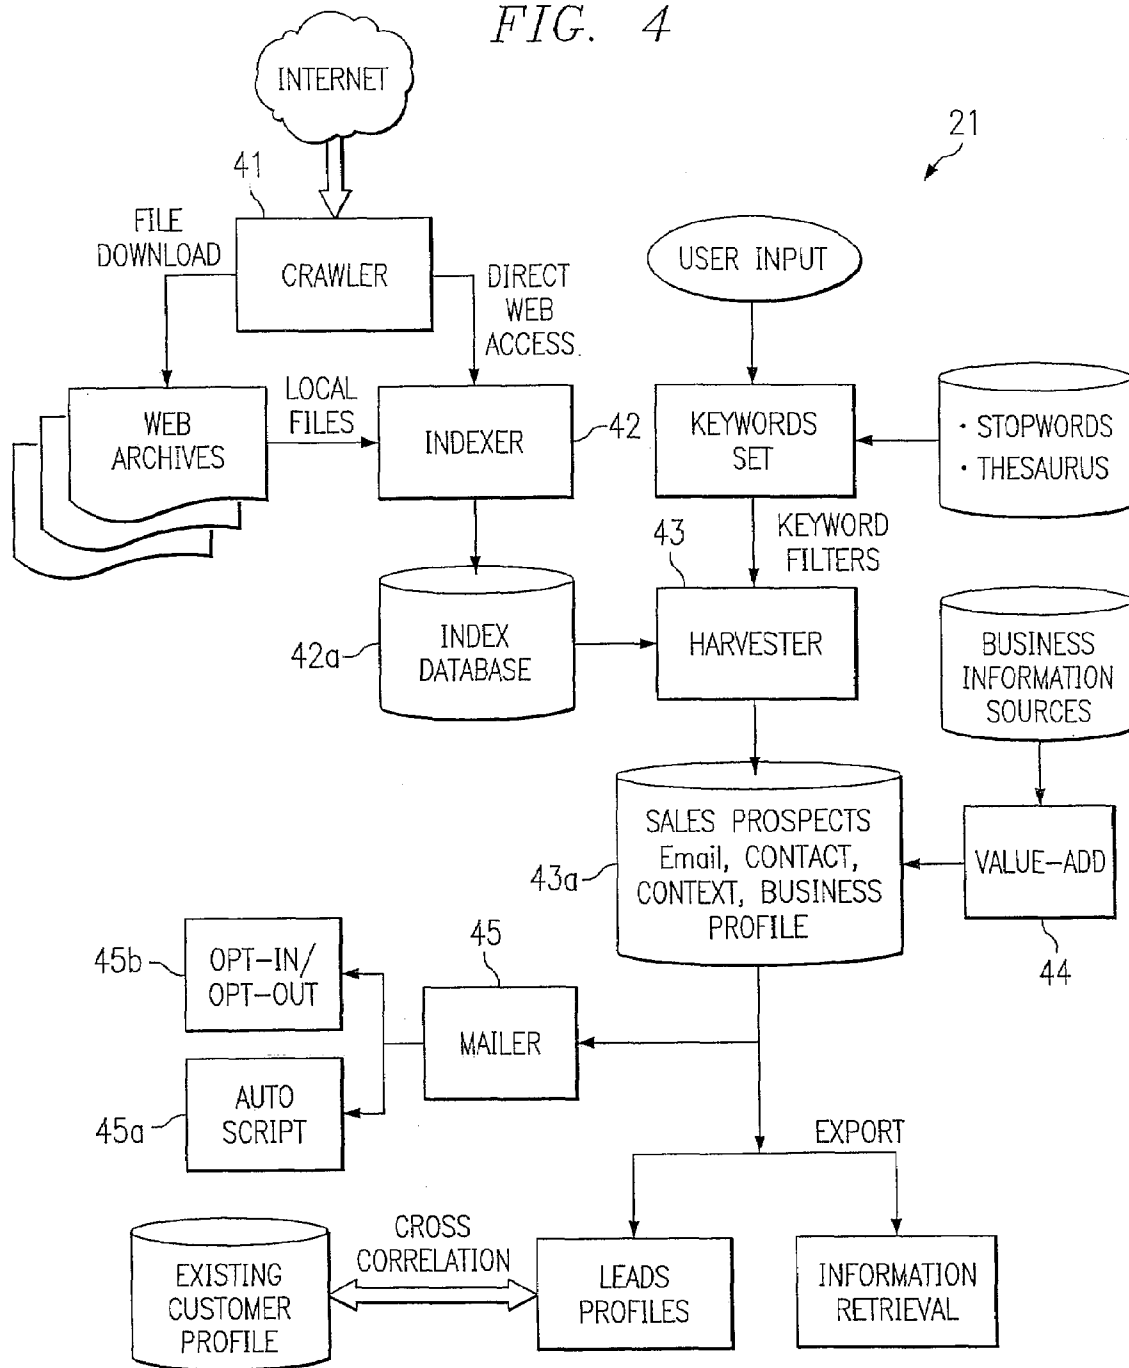 FIG. 4
INTERNET
21
41
FILE
DOWNLOAD
CRAWLER
DIRECT
WEB
ACCESS
USER INPUT
WEB
ARCHIVES
LOCAL
FILES
INDEXER
42
KEYWORDS
SET
· STOPWORDS
· THESAURUS
KEYWORD
FILTERS
43
42a
INDEX
DATABASE
HARVESTER
BUSINESS
INFORMATION
SOURCES
SALES PROSPECTS
Email, CONTACT,
CONTEXT, BUSINESS
PROFILE
43a
VALUE-ADD
44
45b
OPT-IN/
OPT-OUT
45
MAILER
45a
AUTO
SCRIPT
EXPORT
CROSS
CORRELATION
EXISTING
CUSTOMER
PROFILE
LEADS
PROFILES
INFORMATION
RETRIEVAL